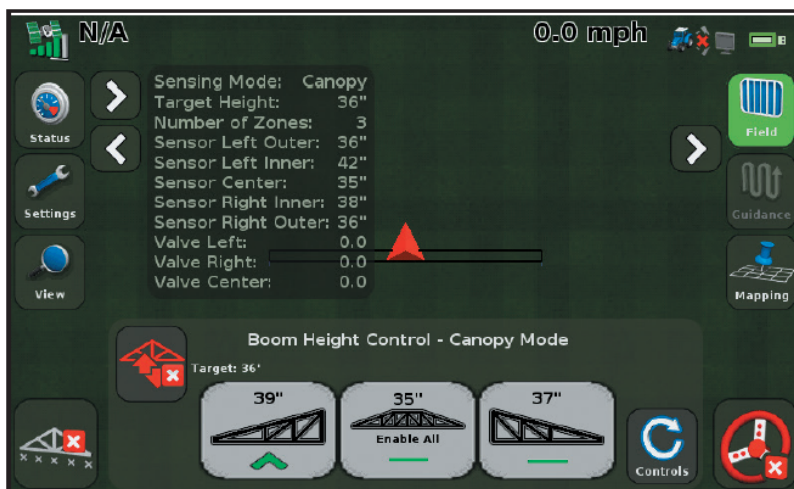 N/A
0.0 mph
Status
Settings
View
Sensing Mode: Canopy
Target Height: 36"
Number of Zones: 3
Sensor Left Outer: 36"
Sensor Left Inner: 42"
Sensor Center: 35"
Sensor Right Inner: 38"
Sensor Right Outer: 36"
Valve Left: 0.0
Valve Right: 0.0
Valve Center: 0.0
Field
Guidance
Mapping
Boom Height Control - Canopy Mode
Target: 36'
39"
35"
Enable All
37"
Controls